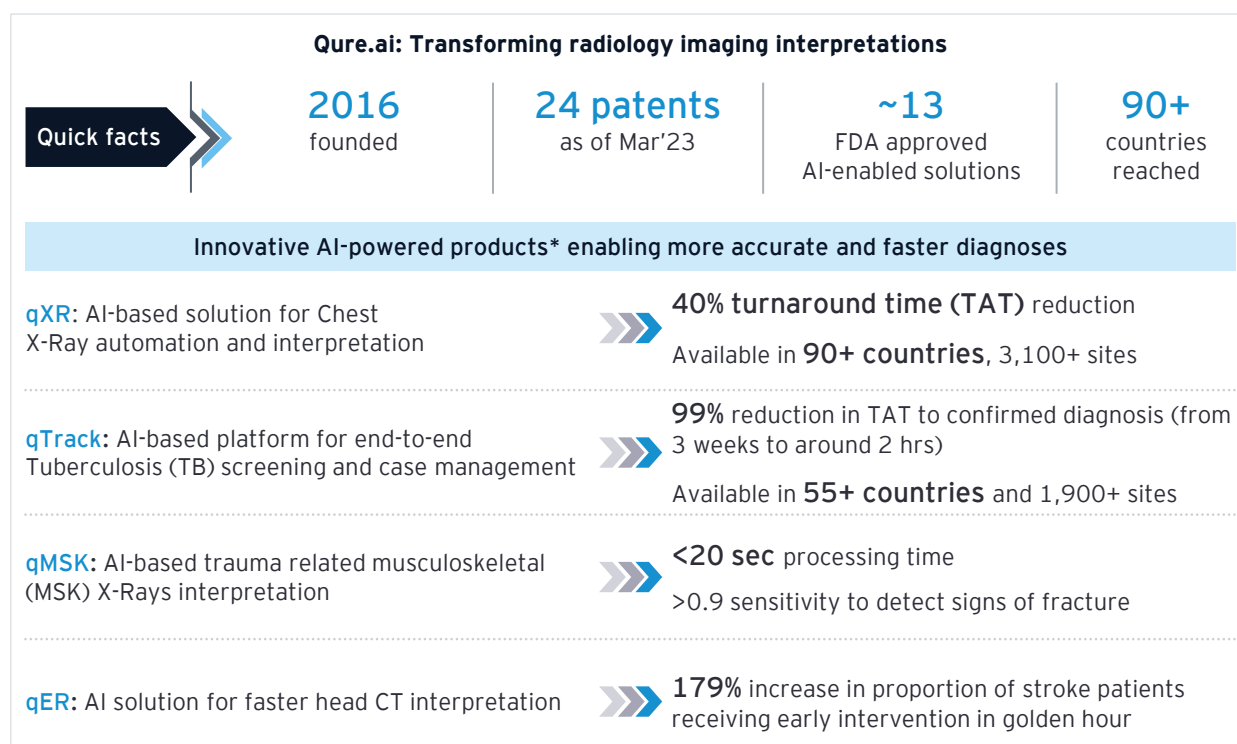 Qure.ai: Transforming radiology imaging interpretations
Quick facts
2016
founded
24 patents
as of Mar'23
~13
FDA approved
AI-enabled solutions
90+
countries
reached
Innovative AI-powered products* enabling more accurate and faster diagnoses
qXR: AI-based solution for Chest
X-Ray automation and interpretation
40% turnaround time (TAT) reduction
Available in 90+ countries, 3,100+ sites
qTrack: AI-based platform for end-to-end
Tuberculosis (TB) screening and case management
99% reduction in TAT to confirmed diagnosis (from
3 weeks to around 2 hrs)
Available in 55+ countries and 1,900+ sites
qMSK: AI-based trauma related musculoskeletal
(MSK) X-Rays interpretation
<20 sec processing time
>0.9 sensitivity to detect signs of fracture
qER: AI solution for faster head CT interpretation
179% increase in proportion of stroke patients
receiving early intervention in golden hour